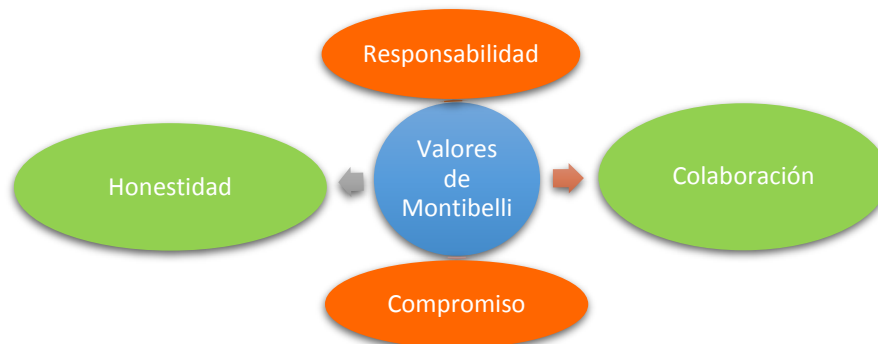 Responsabilidad
Valores
de
Montibelli
Honestidad
Colaboración
Compromiso